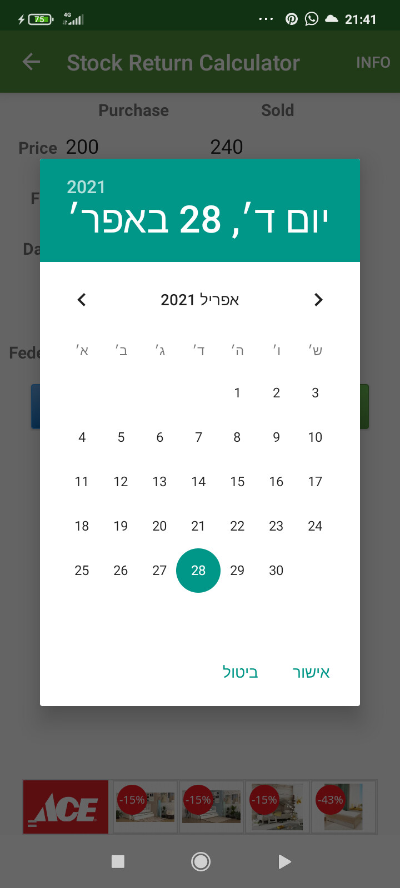 75 4G 21:41
Stock Return Calculator INFO
Purchase Sold
Price 200 240
F
Da
Fede
2021
יום ד׳, 28 באפר׳
אפריל 2021
א׳ ב׳ ג׳ ד׳ ה׳ ו׳ ש׳
1 2 3
4 5 6 7 8 9 10
11 12 13 14 15 16 17
18 19 20 21 22 23 24
25 26 27 28 29 30
ביטול אישור
ACE -15% -15% -15% -43%